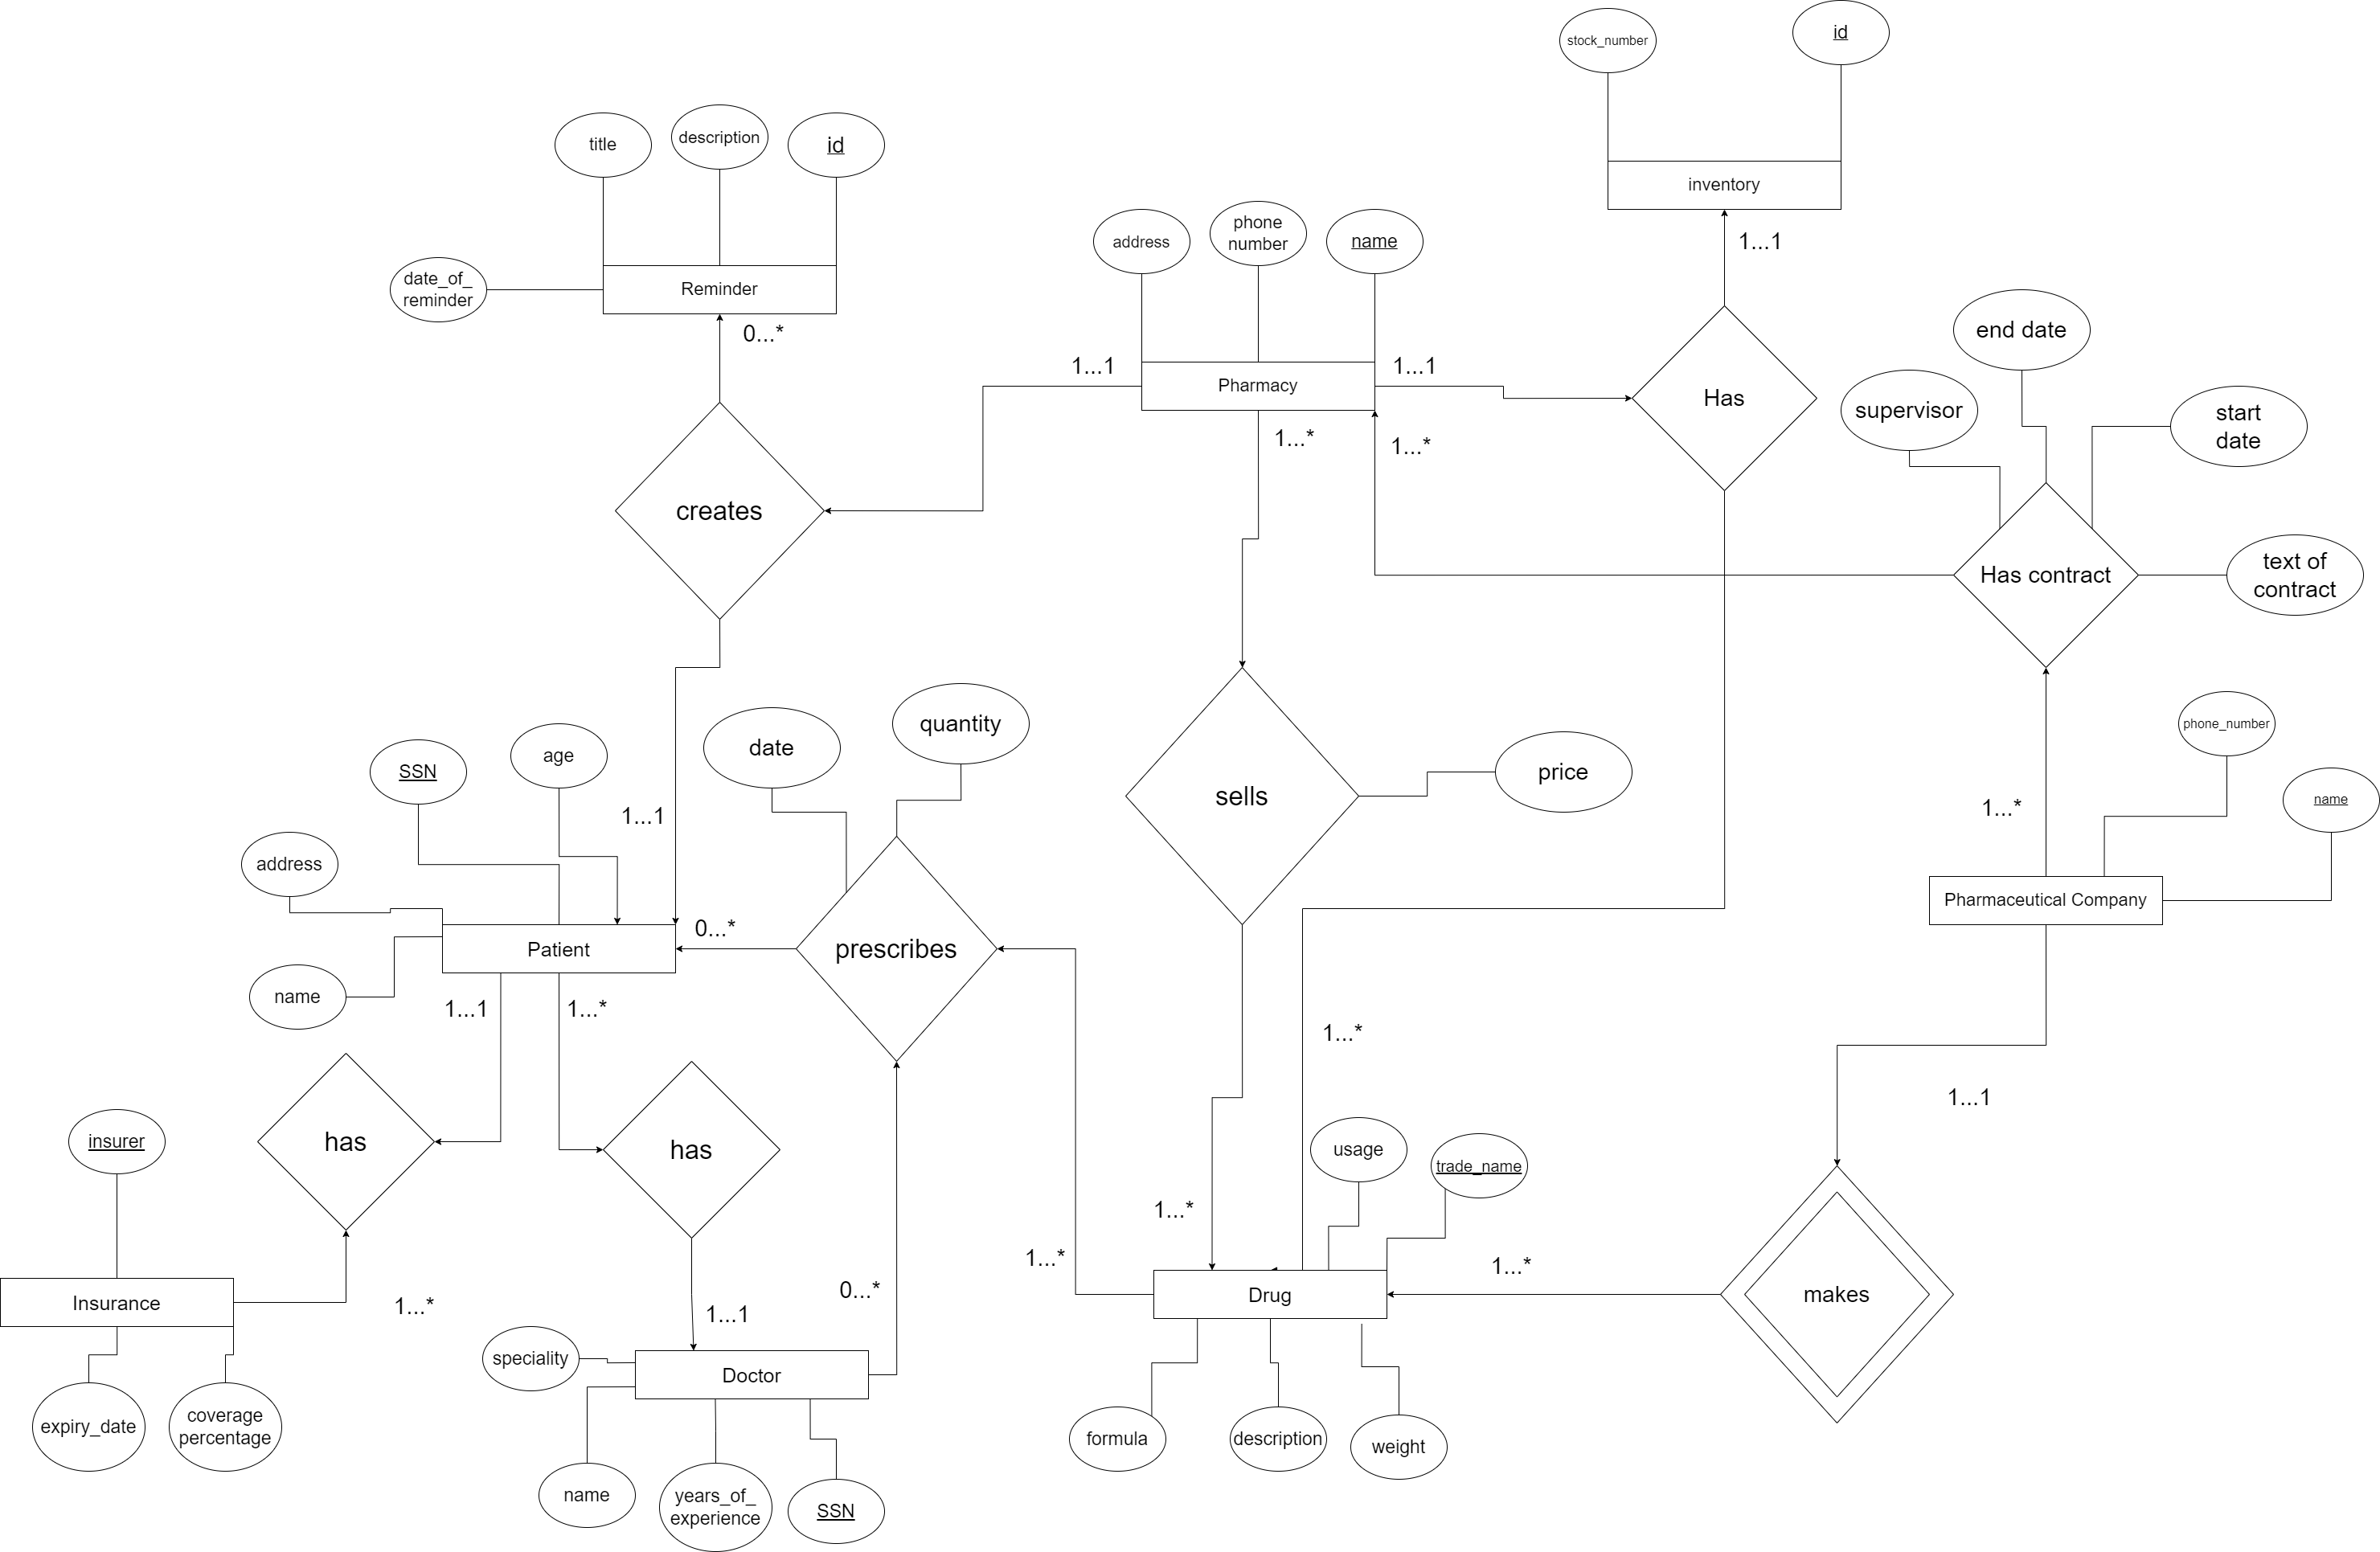 stock_number
id
title
description
id
address
phone
number
name
inventory
1...1
date_of_
reminder
Reminder
0...*
end date
1...1
Pharmacy
1...1
Has
supervisor
start
date
1...*
1...*
creates
Has contract
text of
contract
quantity
date
phone_number
SSN
age
sells
price
name
1...1
1...*
address
Pharmaceutical Company
0...*
Patient
prescribes
name
1...1
1...*
1...*
1...1
insurer
has
has
usage
trade_name
1...*
1...*
1...*
0...*
makes
Insurance
1...*
Drug
1...1
speciality
Doctor
expiry_date
coverage
percentage
formula
description
weight
name
years_of_
experience
SSN